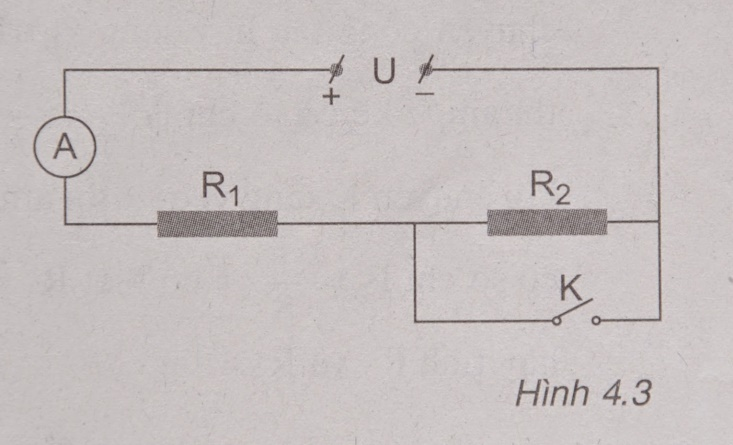 U
+ −
A
R1 R2
K
Hình 4.3